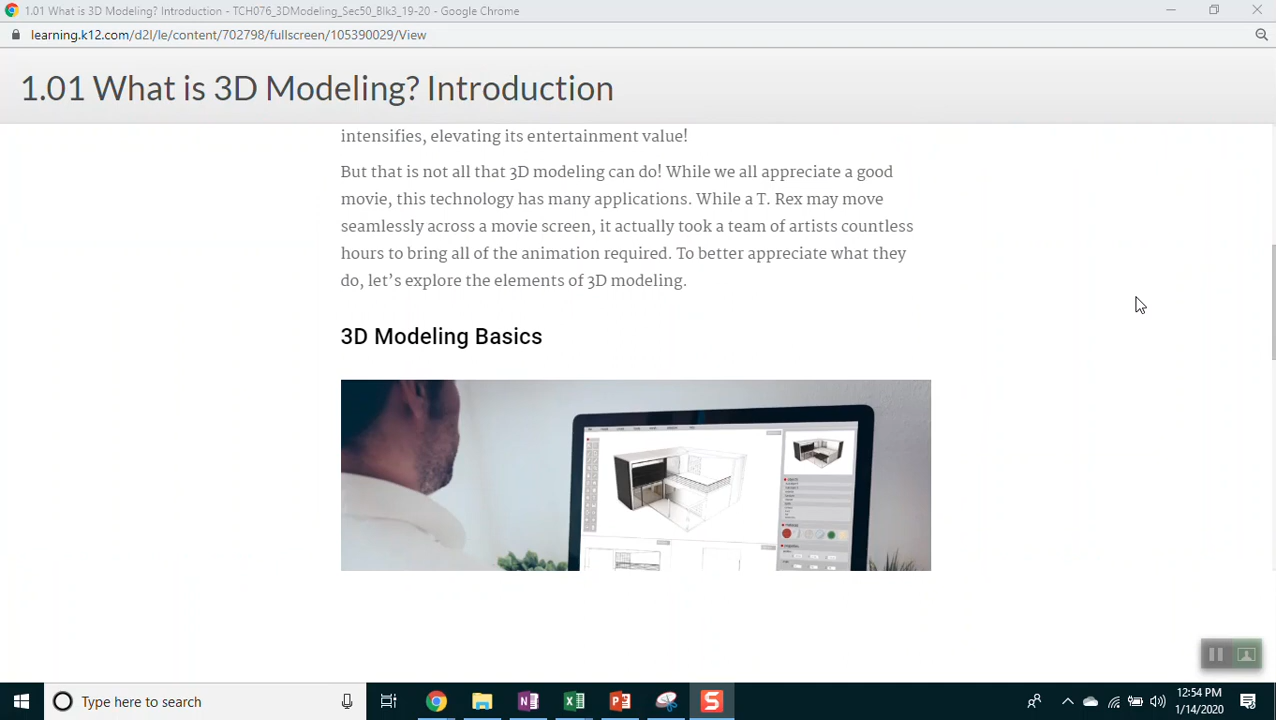 1.01 What is 3D Modeling? Introduction - TCH076_3DModeling_Sec50_Blk3_19-20 - Google Chrome
learning.k12.com/d2l/le/content/702798/fullscreen/105390029/View
1.01 What is 3D Modeling? Introduction
intensifies, elevating its entertainment value!
But that is not all that 3D modeling can do! While we all appreciate a good
movie, this technology has many applications. While a T. Rex may move
seamlessly across a movie screen, it actually took a team of artists countless
hours to bring all of the animation required. To better appreciate what they
do, let’s explore the elements of 3D modeling.
3D Modeling Basics
Type here to search
12:54 PM
1/14/2020